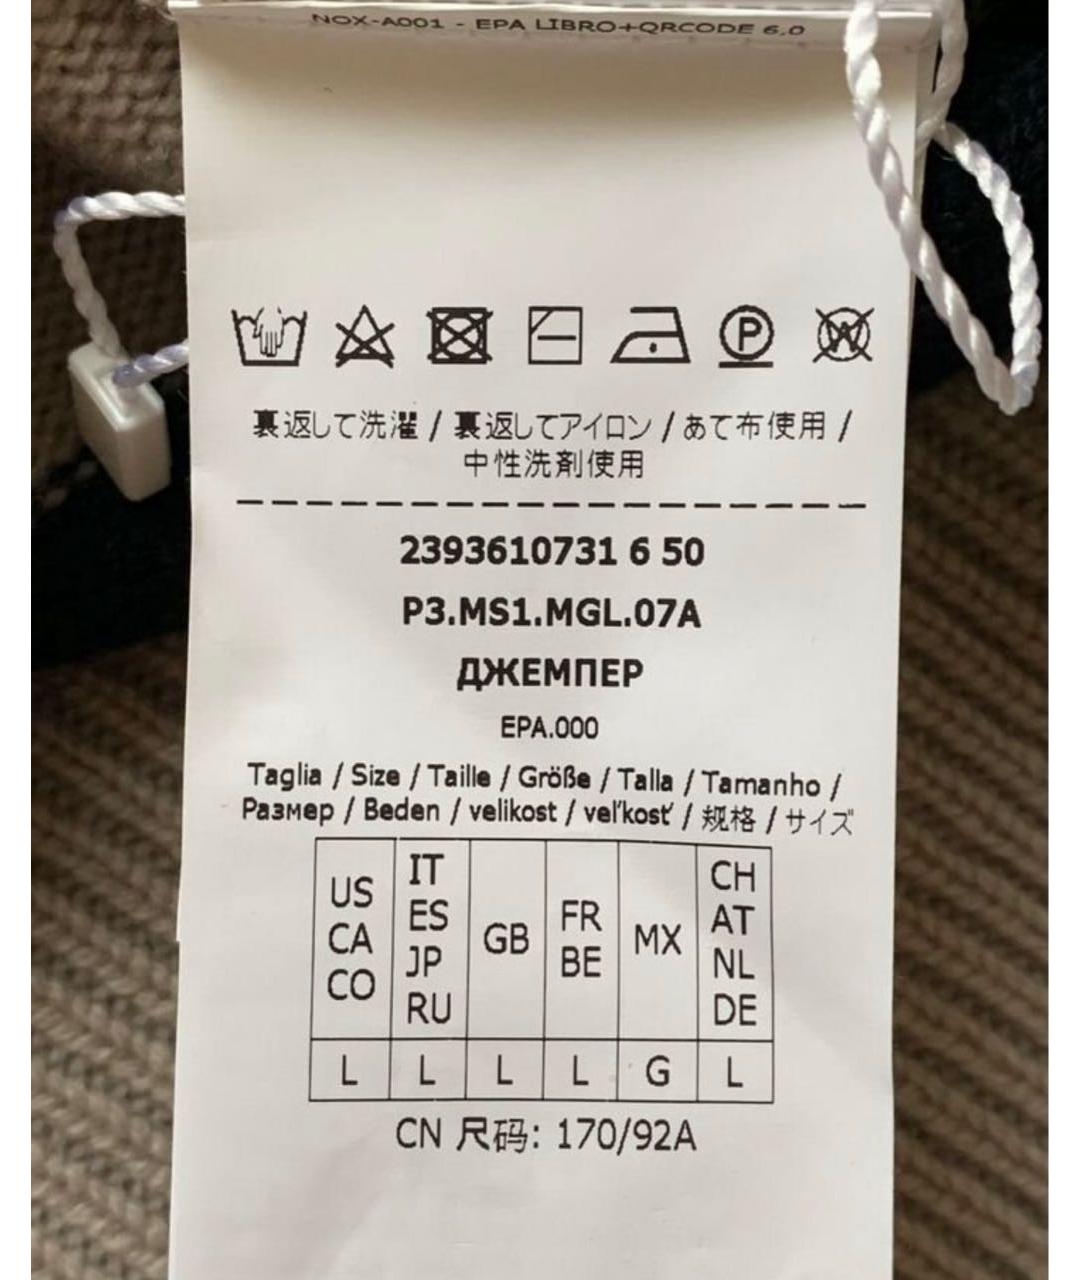 NOX-A001 - EPA LIBRO+QRCODE 6.0
P
W
裏返して洗濯 / 裏返してアイロン / あて布使用 /
中性洗剤使用
2393610731 6 50
P3.MS1.MGL.07A
ДЖЕМПЕР
EPA.000
Taglia / Size / Taille / Größe / Talla / Tamanho /
Размер / Beden / velikost / veľkosť / 规格 / サイズ
US CA CO
IT ES JP RU
GB
FR BE
MX
CH AT NL DE
L L L L G L
CN 尺码: 170/92A